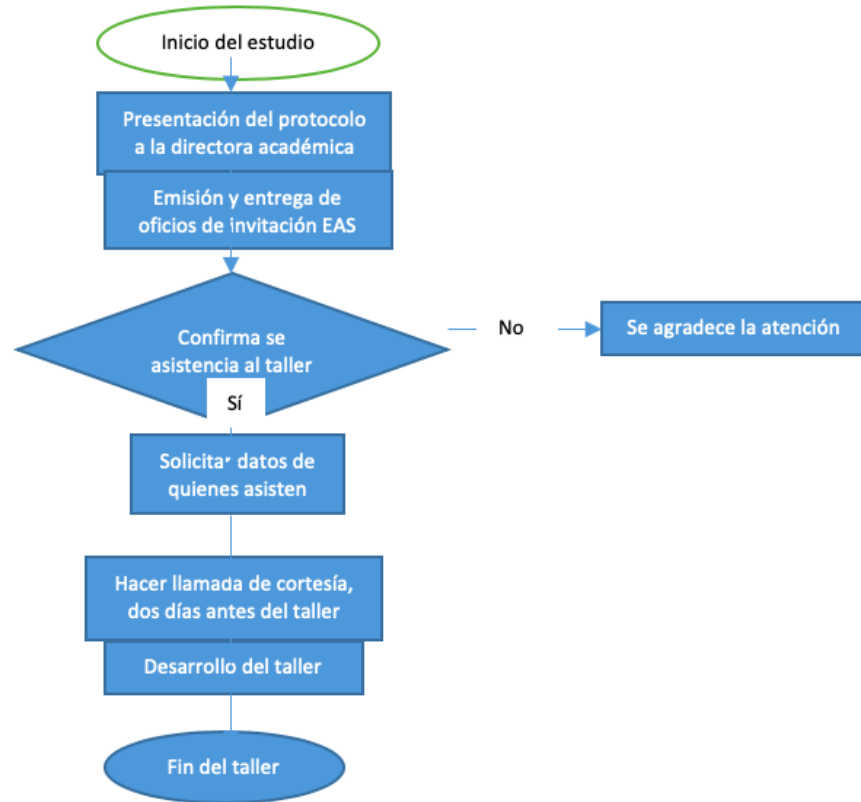 Inicio del estudio
Presentación del protocolo
a la directora académica
Emisión y entrega de
oficios de invitación EAS
Confirma se
asistencia al taller
No
Se agradece la atención
Sí
Solicitar datos de
quienes asisten
Hacer llamada de cortesía,
dos días antes del taller
Desarrollo del taller
Fin del taller